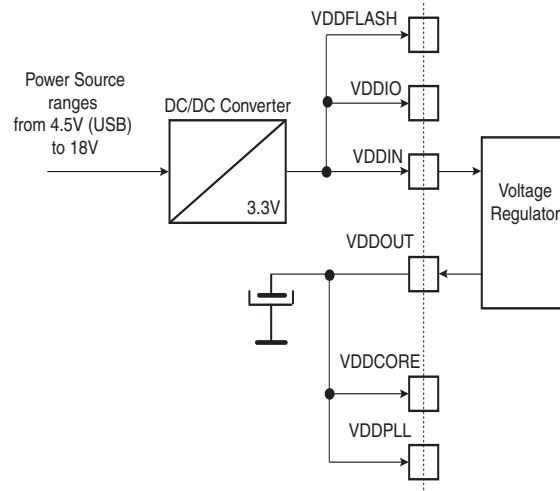 VDDFLASH
Power Source
ranges
from 4.5V (USB)
to 18V
DC/DC Converter
VDDIO
VDDIN
3.3V
Voltage
Regulator
VDDOUT
VDDCORE
VDDPLL